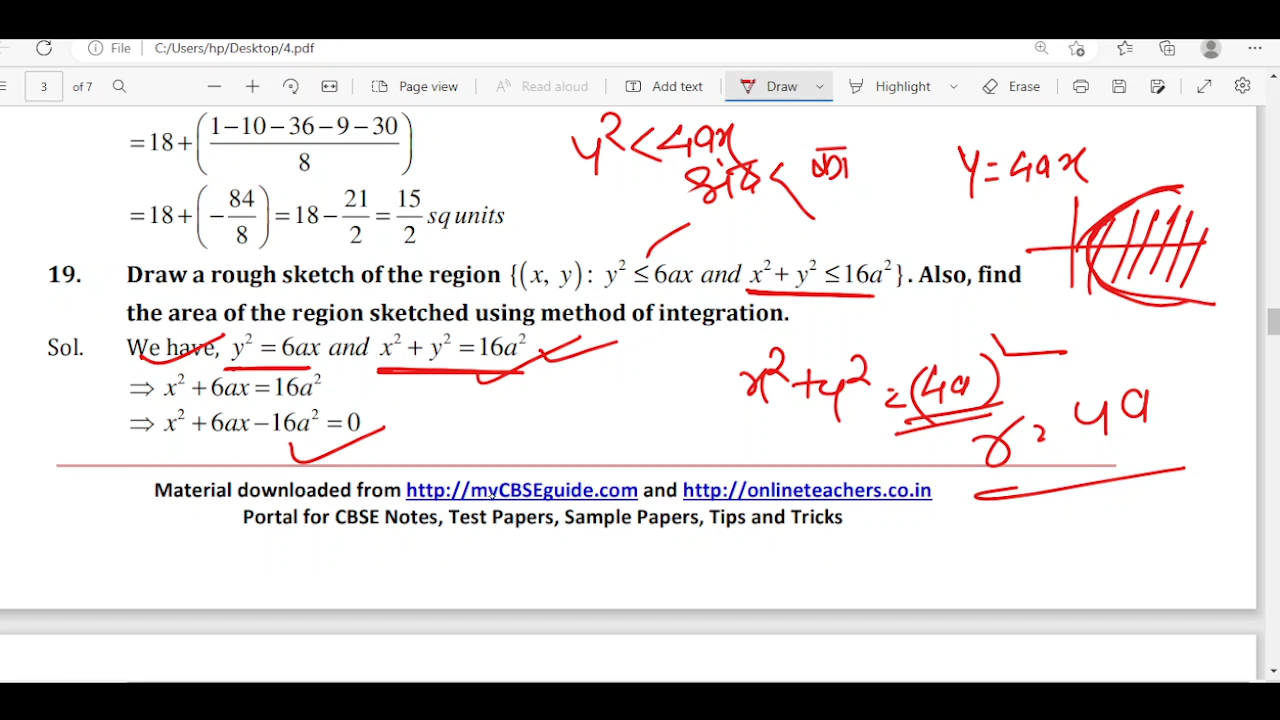 File C:/Users/hp/Desktop/4.pdf
3 of 7 Page view Read aloud Add text Draw Highlight Erase
= 18 + ( (1−10−36−9−30) / 8 )
= 18 + ( − 84/8 ) = 18 − 21/2 = 15/2 sq units
y² < 4ax
y = 4ax
19. Draw a rough sketch of the region {(x, y) : y² ≤ 6ax and x² + y² ≤ 16a²}. Also, find
the area of the region sketched using method of integration.
Sol. We have, y² = 6ax and x² + y² = 16a²
⇒ x² + 6ax = 16a²
⇒ x² + 6ax − 16a² = 0
x² + y² = (4a)²
r = 4a
Material downloaded from http://myCBSEguide.com and http://onlineteachers.co.in
Portal for CBSE Notes, Test Papers, Sample Papers, Tips and Tricks